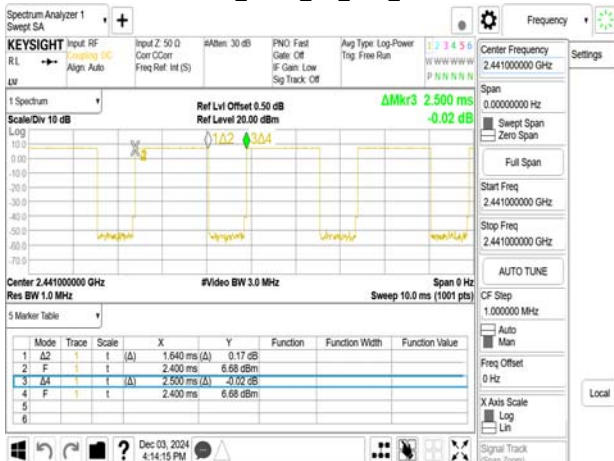 Spectrum Analyzer 1
Swept SA
+
Frequency
KEYSIGHT Input: RF Input Z: 50 Ω #Atten: 30 dB PNO: Fast Avg Type: Log-Power 1 2 3 4 5 6
RL Coupling: DC Corr CCorr Gate: Off Trig: Free Run
Align: Auto Freq Ref: Int (S) IF Gain: Low W W W W W W
Sig Track: Off P N N N N N
LU
1 Spectrum
Ref Lvl Offset 0.50 dB ΔMkr3 2.500 ms
Scale/Div 10 dB Ref Level 20.00 dBm -0.02 dB
Log
10.0
0.00
-10.0
-20.0
-30.0
-40.0
-50.0
-60.0
-70.0
X2
1Δ2
3Δ4
Center 2.441000000 GHz #Video BW 3.0 MHz Span 0 Hz
Res BW 1.0 MHz Sweep 10.0 ms (1001 pts)
5 Marker Table
Mode Trace Scale X Y Function Function Width Function Value
1 Δ2 1 t (Δ) 1.640 ms (Δ) 0.17 dB
2 F 1 t 2.400 ms 6.68 dBm
3 Δ4 1 t (Δ) 2.500 ms (Δ) -0.02 dB
4 F 1 t 2.400 ms 6.68 dBm
5
6
?
Dec 03, 2024
4:14:15 PM
Center Frequency
2.441000000 GHz
Settings
Span
0.00000000 Hz
Swept Span
Zero Span
Full Span
Start Freq
2.441000000 GHz
Stop Freq
2.441000000 GHz
AUTO TUNE
CF Step
1.000000 MHz
Auto
Man
Freq Offset
0 Hz
X Axis Scale
Log
Lin
Local
Signal Track
(Span Zoom)